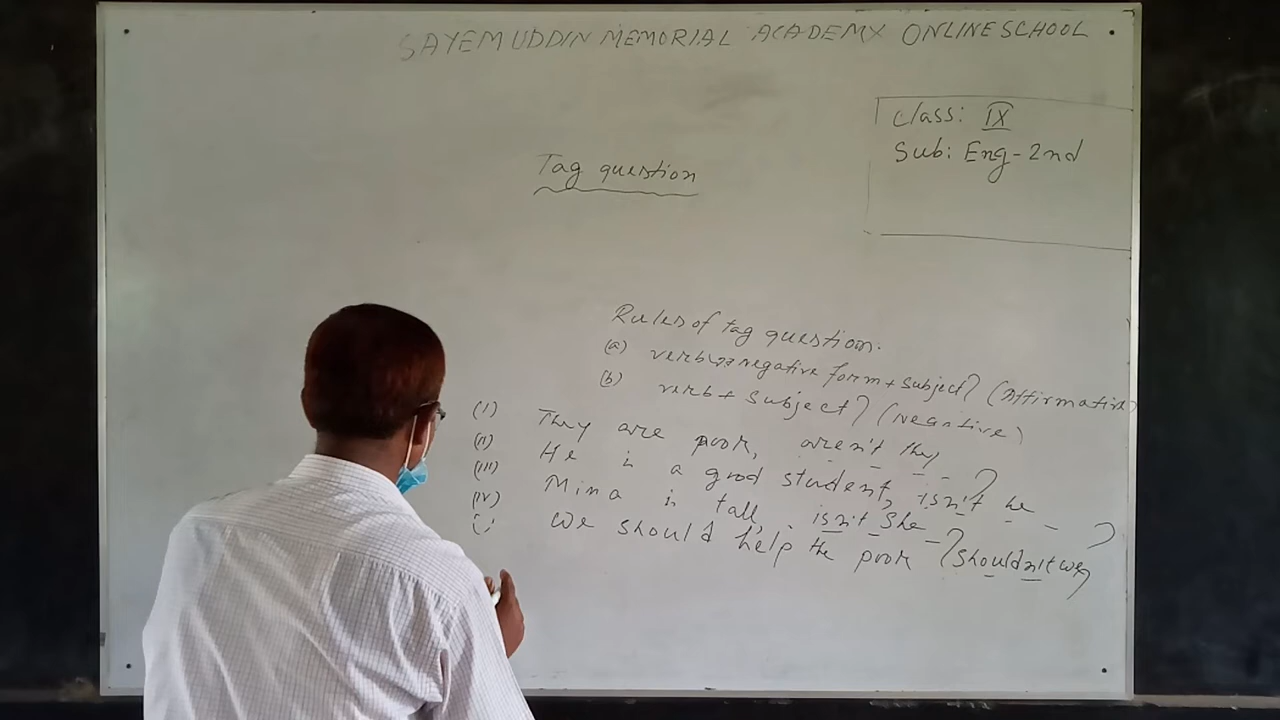 SAYEMUDDIN MEMORIAL ACADEMY ONLINE SCHOOL
Class: IX
Sub: Eng-2nd
Tag question
Rules of tag question:
(a) verb negative form + subject? (Affirmative)
(b) verb + subject? (Negative)
(I) They are poor, aren't they?
(II) He is a good student, isn't he?
(III) Mina is tall, isn't she?
(IV) We should help the poor? shouldn't we?